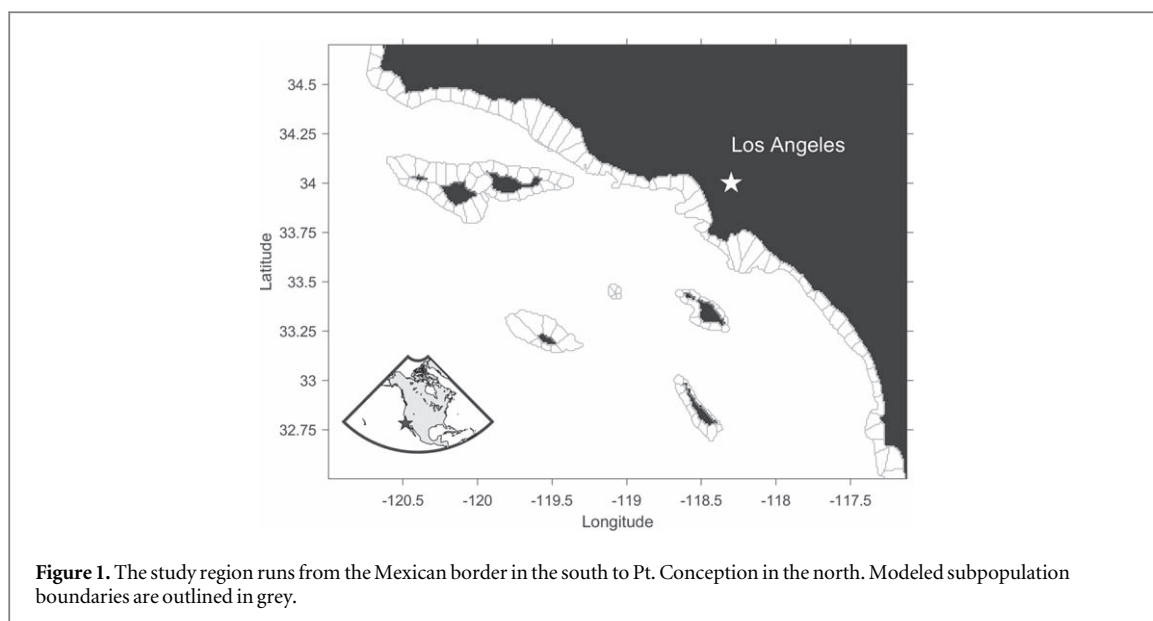 34.5
34.25
34
33.75
33.5
33.25
33
32.75
Latitude
Los Angeles
-120.5 -120 -119.5 -119 -118.5 -118 -117.5
Longitude
Figure 1. The study region runs from the Mexican border in the south to Pt. Conception in the north. Modeled subpopulation
boundaries are outlined in grey.